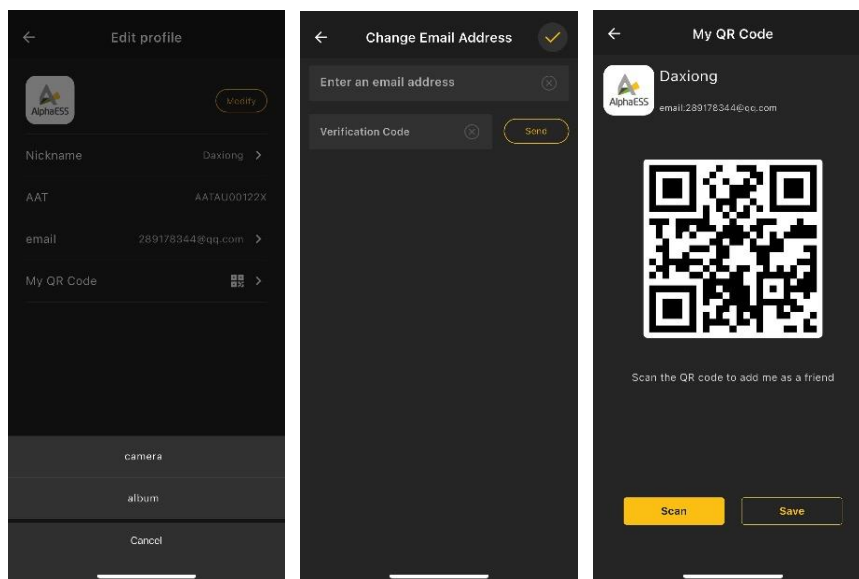 Edit profile
AlphaESS
Modify
Nickname Daxiong
AAT AATAU00122X
email 289178344@qq.com
My QR Code
camera
album
Cancel
Change Email Address
Enter an email address
Verification Code Send
My QR Code
AlphaESS
Daxiong
email:289178344@qq.com
Scan the QR code to add me as a friend
Scan Save